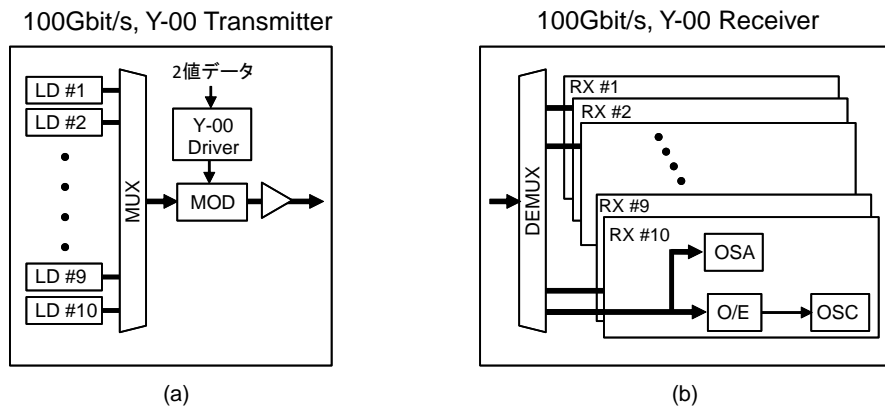 100Gbit/s, Y-00 Transmitter
2値データ
LD #1
LD #2
Y-00
Driver
MUX
MOD
LD #9
LD #10
(a)
100Gbit/s, Y-00 Receiver
DEMUX
RX #1
RX #2
RX #9
RX #10
OSA
O/E
OSC
(b)